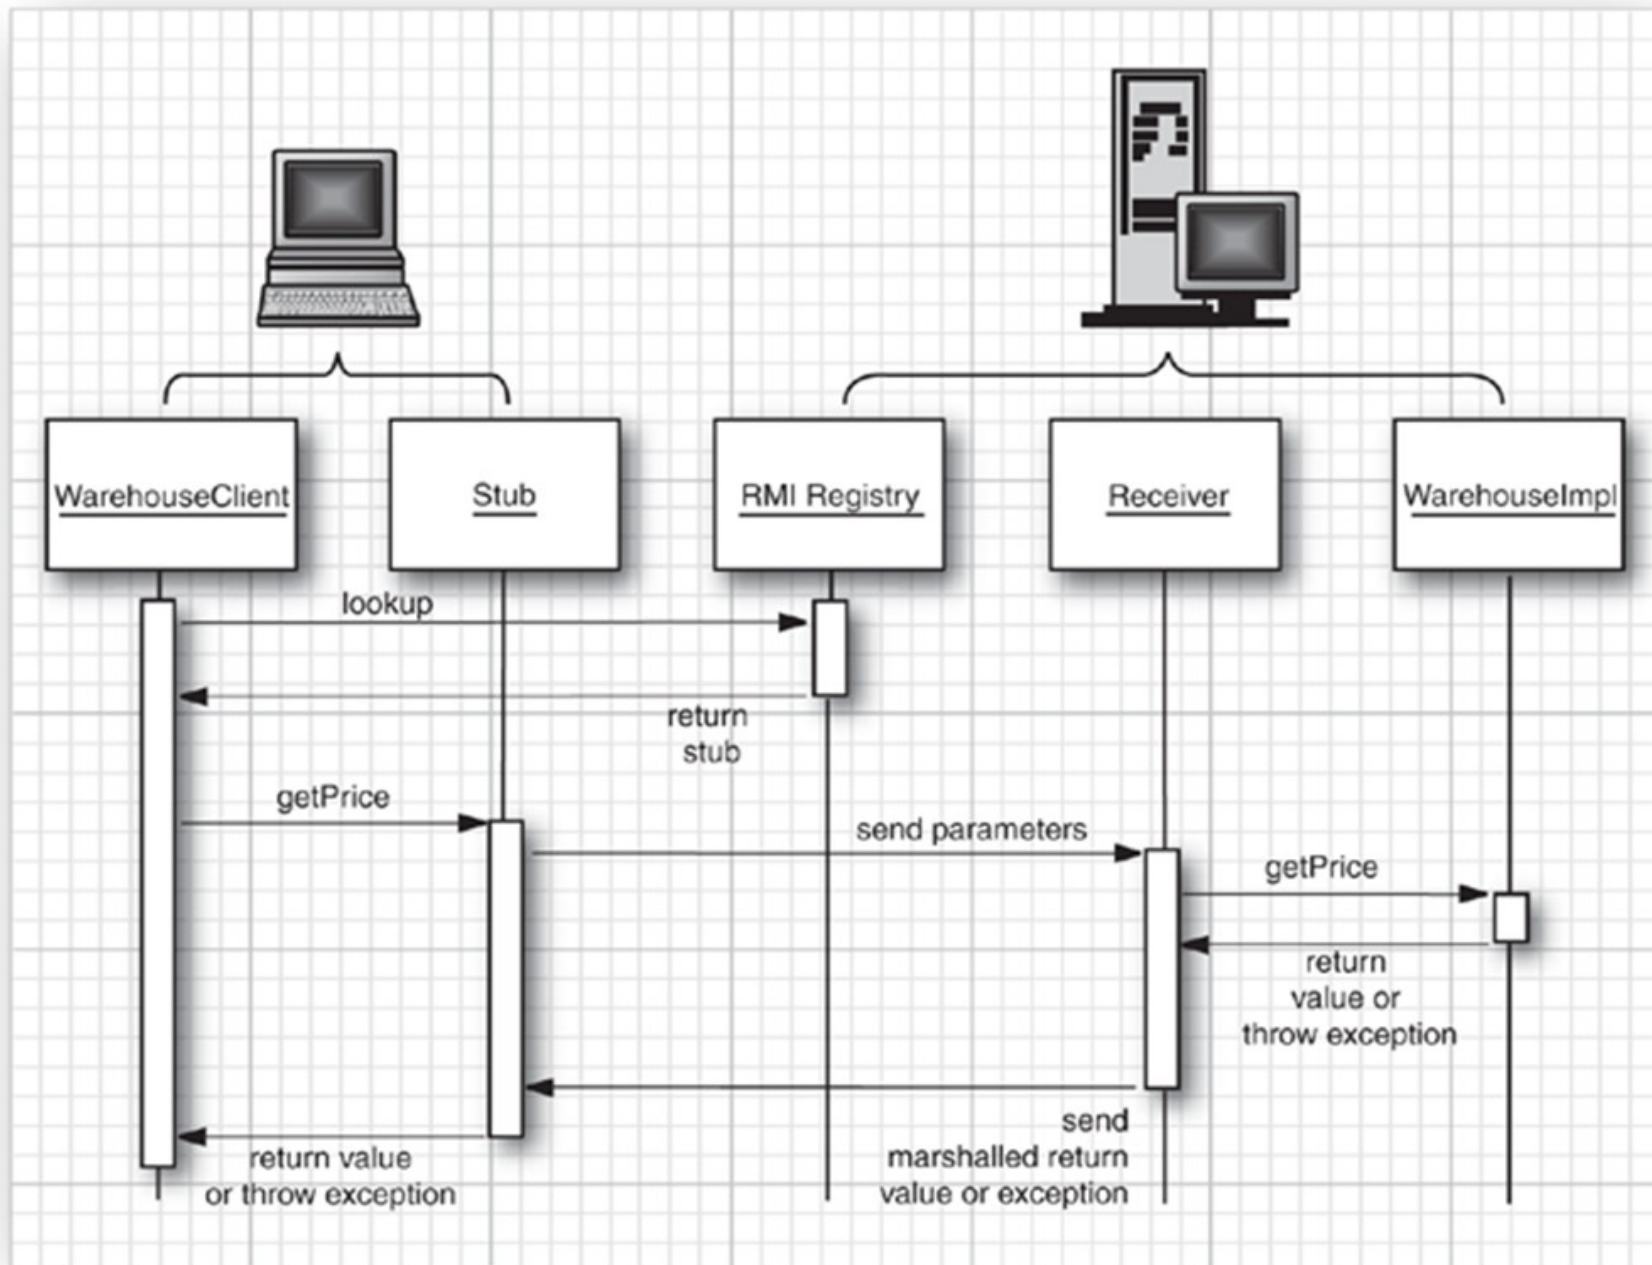 WarehouseClient
Stub
RMI Registry
Receiver
WarehouseImpl
lookup
return
stub
getPrice
send parameters
getPrice
return
value or
throw exception
send
marshalled return
value or exception
return value
or throw exception